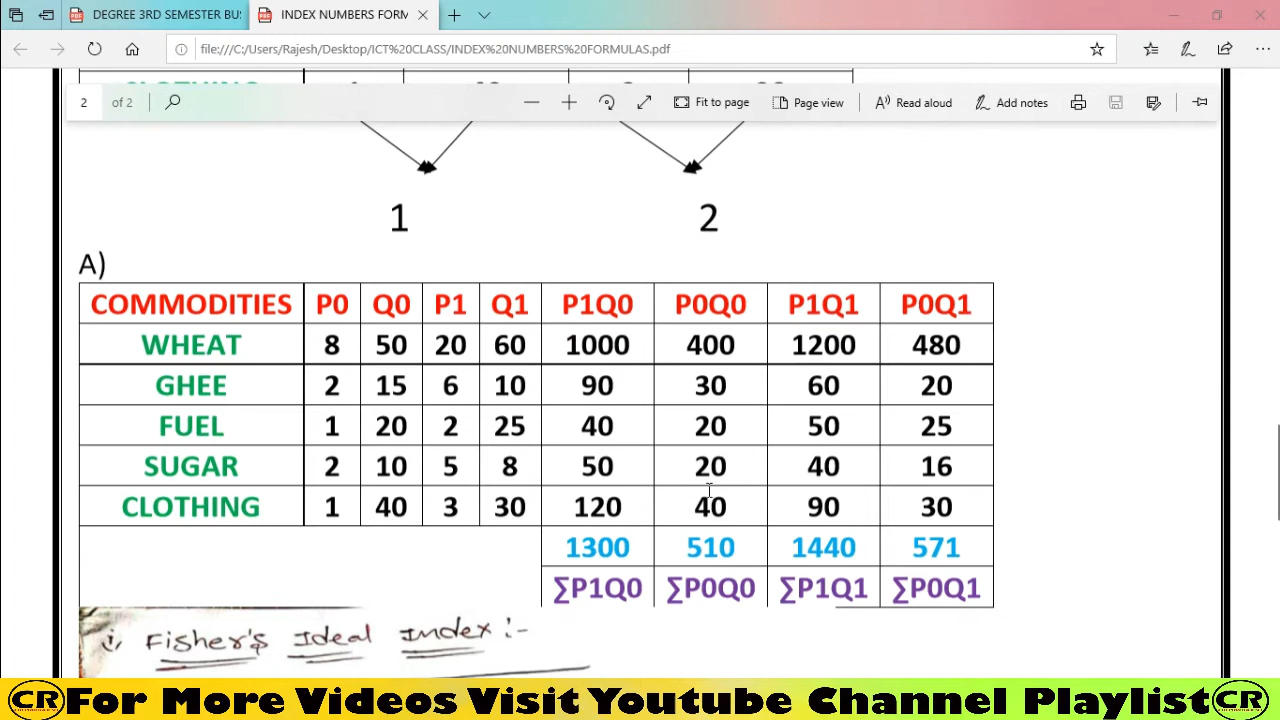 DEGREE 3RD SEMESTER BUS
INDEX NUMBERS FORM
file:///C:/Users/Rajesh/Desktop/ICT%20CLASS/INDEX%20NUMBERS%20FORMULAS.pdf
2 of 2 Fit to page Page view Read aloud Add notes
1 2
A)
COMMODITIES P0 Q0 P1 Q1 P1Q0 P0Q0 P1Q1 P0Q1
WHEAT 8 50 20 60 1000 400 1200 480
GHEE 2 15 6 10 90 30 60 20
FUEL 1 20 2 25 40 20 50 25
SUGAR 2 10 5 8 50 20 40 16
CLOTHING 1 40 3 30 120 40 90 30
1300 510 1440 571
∑P1Q0 ∑P0Q0 ∑P1Q1 ∑P0Q1
i, Fisher's Ideal Index :-
CR For More Videos Visit Youtube Channel Playlist CR